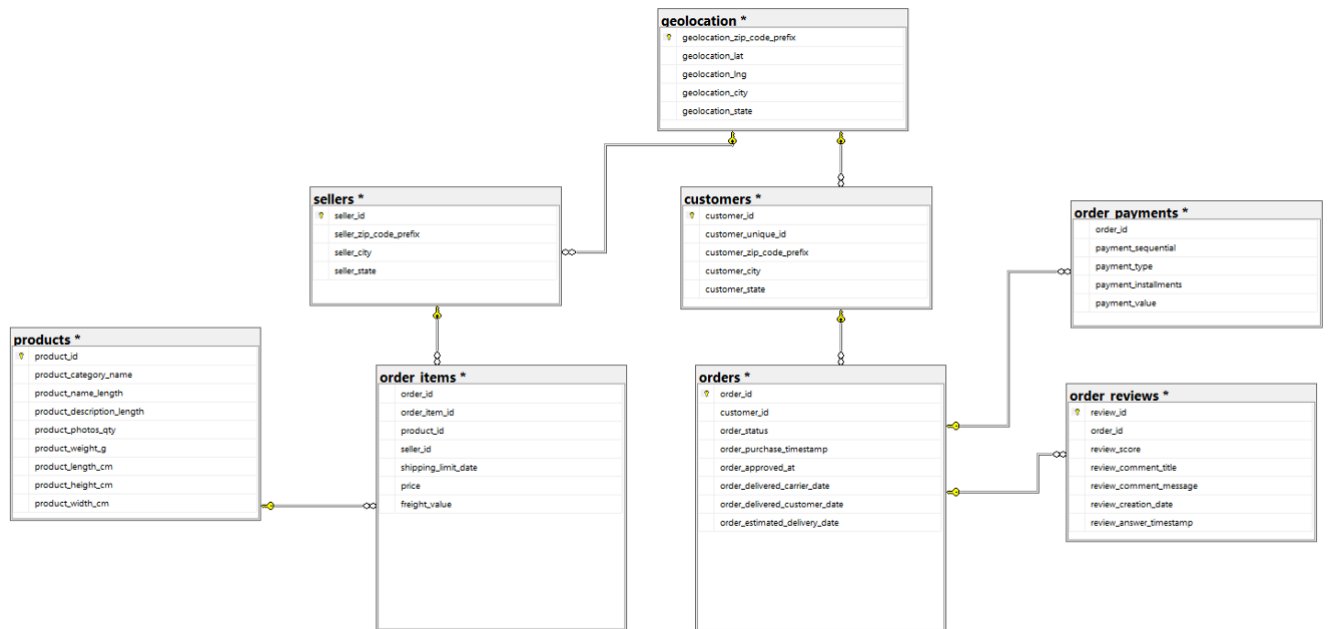 geolocation *
geolocation_zip_code_prefix
geolocation_lat
geolocation_lng
geolocation_city
geolocation_state
sellers *
seller_id
seller_zip_code_prefix
seller_city
seller_state
customers *
customer_id
customer_unique_id
customer_zip_code_prefix
customer_city
customer_state
order_payments *
order_id
payment_sequential
payment_type
payment_installments
payment_value
products *
product_id
product_category_name
product_name_length
product_description_length
product_photos_qty
product_weight_g
product_length_cm
product_height_cm
product_width_cm
order_items *
order_id
order_item_id
product_id
seller_id
shipping_limit_date
price
freight_value
orders *
order_id
customer_id
order_status
order_purchase_timestamp
order_approved_at
order_delivered_carrier_date
order_delivered_customer_date
order_estimated_delivery_date
order_reviews *
review_id
order_id
review_score
review_comment_title
review_comment_message
review_creation_date
review_answer_timestamp